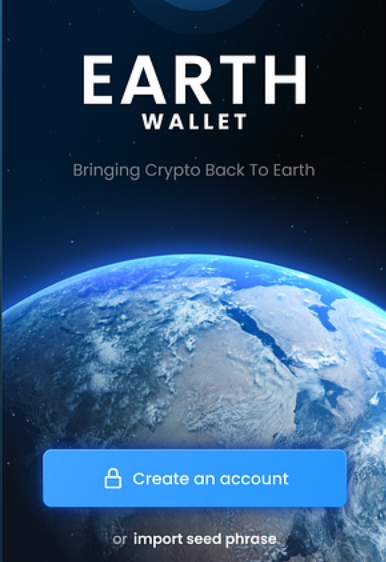 EARTH
WALLET
Bringing Crypto Back To Earth
Create an account
or import seed phrase